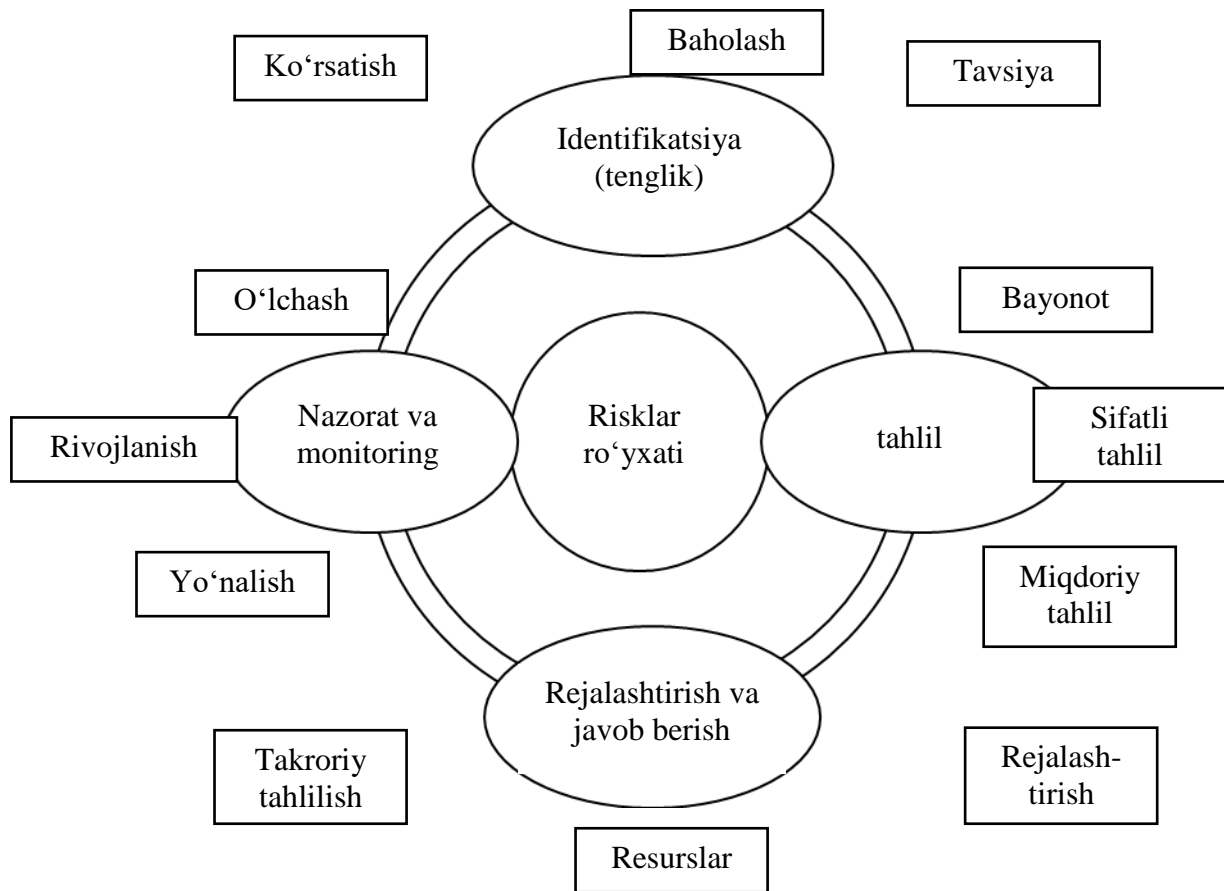 Baholash
Ko‘rsatish
Tavsiya
Identifikatsiya
(tenglik)
O‘lchash
Bayonot
Nazorat va
monitoring
Risklar
ro‘yxati
tahlil
Sifatli
tahlil
Rivojlanish
Yo‘nalish
Miqdoriy
tahlil
Rejalashtirish va
javob berish
Takroriy
tahlilish
Rejalash-
tirish
Resurslar